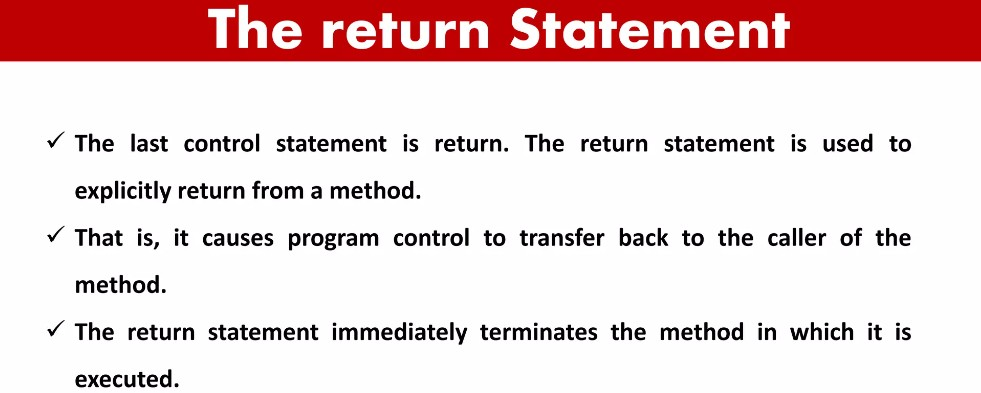 The return Statement
✓ The last control statement is return. The return statement is used to
explicitly return from a method.
✓ That is, it causes program control to transfer back to the caller of the
method.
✓ The return statement immediately terminates the method in which it is
executed.